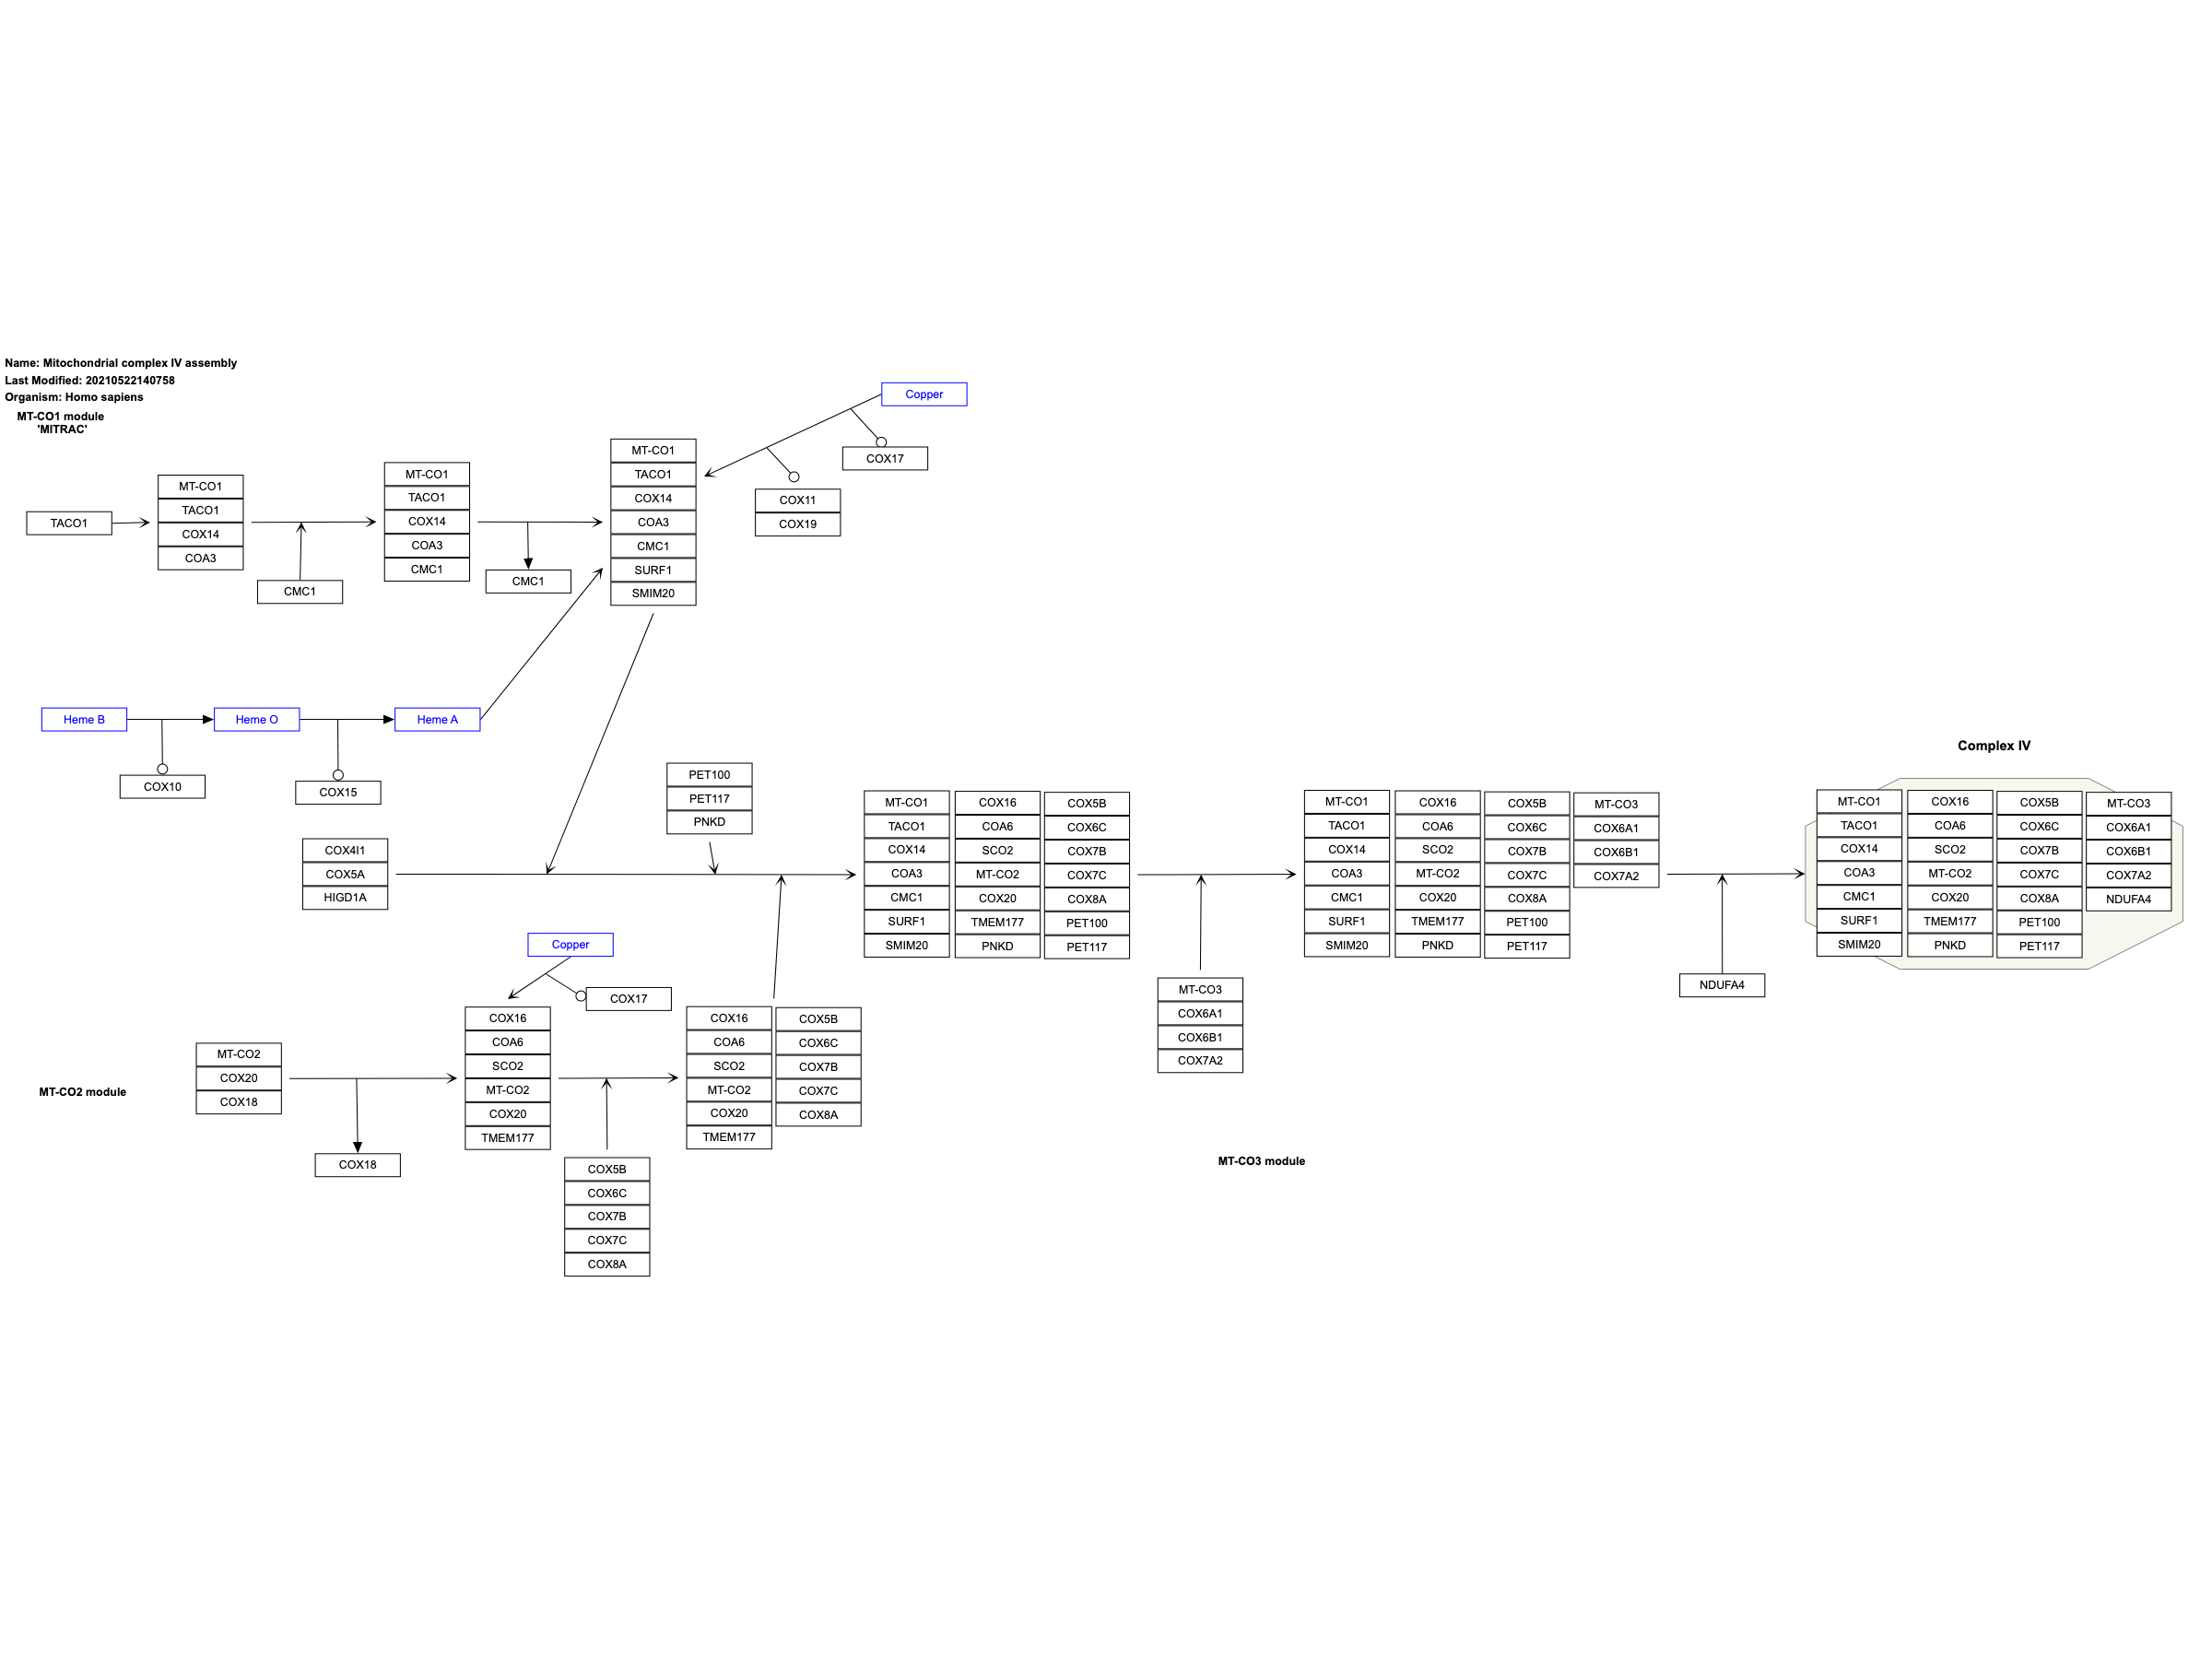 Name: Mitochondrial complex IV assembly
Last Modified: 20210522140758
Organism: Homo sapiens
MT-CO1 module
'MITRAC'
TACO1
MT-CO1
TACO1
COX14
COA3
CMC1
MT-CO1
TACO1
COX14
COA3
CMC1
CMC1
MT-CO1
TACO1
COX14
COA3
CMC1
SURF1
SMIM20
Copper
COX17
COX11
COX19
Heme B
Heme O
Heme A
COX10
COX15
COX4I1
COX5A
HIGD1A
PET100
PET117
PNKD
Copper
COX17
MT-CO2 module
MT-CO2
COX20
COX18
COX18
COX16
COA6
SCO2
MT-CO2
COX20
TMEM177
COX5B
COX6C
COX7B
COX7C
COX8A
COX16
COA6
SCO2
MT-CO2
COX20
TMEM177
COX5B
COX6C
COX7B
COX7C
COX8A
MT-CO1
TACO1
COX14
COA3
CMC1
SURF1
SMIM20
COX16
COA6
SCO2
MT-CO2
COX20
TMEM177
PNKD
COX5B
COX6C
COX7B
COX7C
COX8A
PET100
PET117
MT-CO3
COX6A1
COX6B1
COX7A2
MT-CO3 module
MT-CO1
TACO1
COX14
COA3
CMC1
SURF1
SMIM20
COX16
COA6
SCO2
MT-CO2
COX20
TMEM177
PNKD
COX5B
COX6C
COX7B
COX7C
COX8A
PET100
PET117
MT-CO3
COX6A1
COX6B1
COX7A2
NDUFA4
Complex IV
MT-CO1
TACO1
COX14
COA3
CMC1
SURF1
SMIM20
COX16
COA6
SCO2
MT-CO2
COX20
TMEM177
PNKD
COX5B
COX6C
COX7B
COX7C
COX8A
PET100
PET117
MT-CO3
COX6A1
COX6B1
COX7A2
NDUFA4